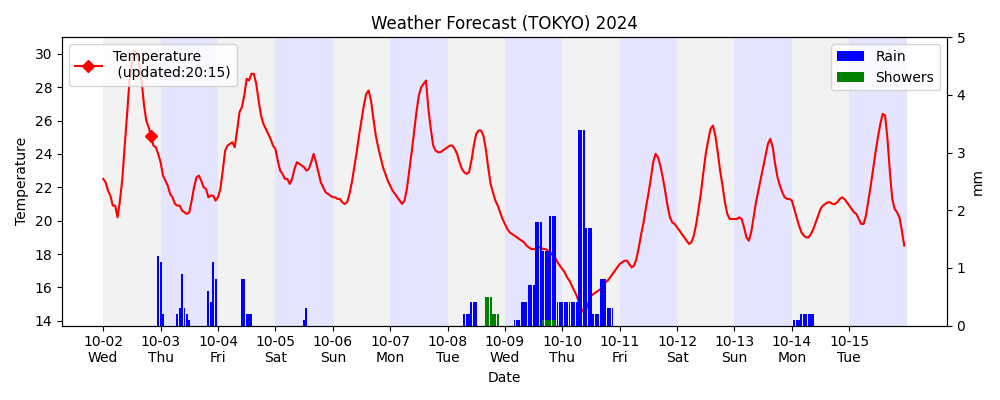 Weather Forecast (TOKYO) 2024
Temperature
(updated:20:15)
Rain
Showers
Temperature
30
28
26
24
22
20
18
16
14
5
4
3
2
1
0
mm
10-02 10-03 10-04 10-05 10-06 10-07 10-08 10-09 10-10 10-11 10-12 10-13 10-14 10-15
Wed Thu Fri Sat Sun Mon Tue Wed Thu Fri Sat Sun Mon Tue
Date